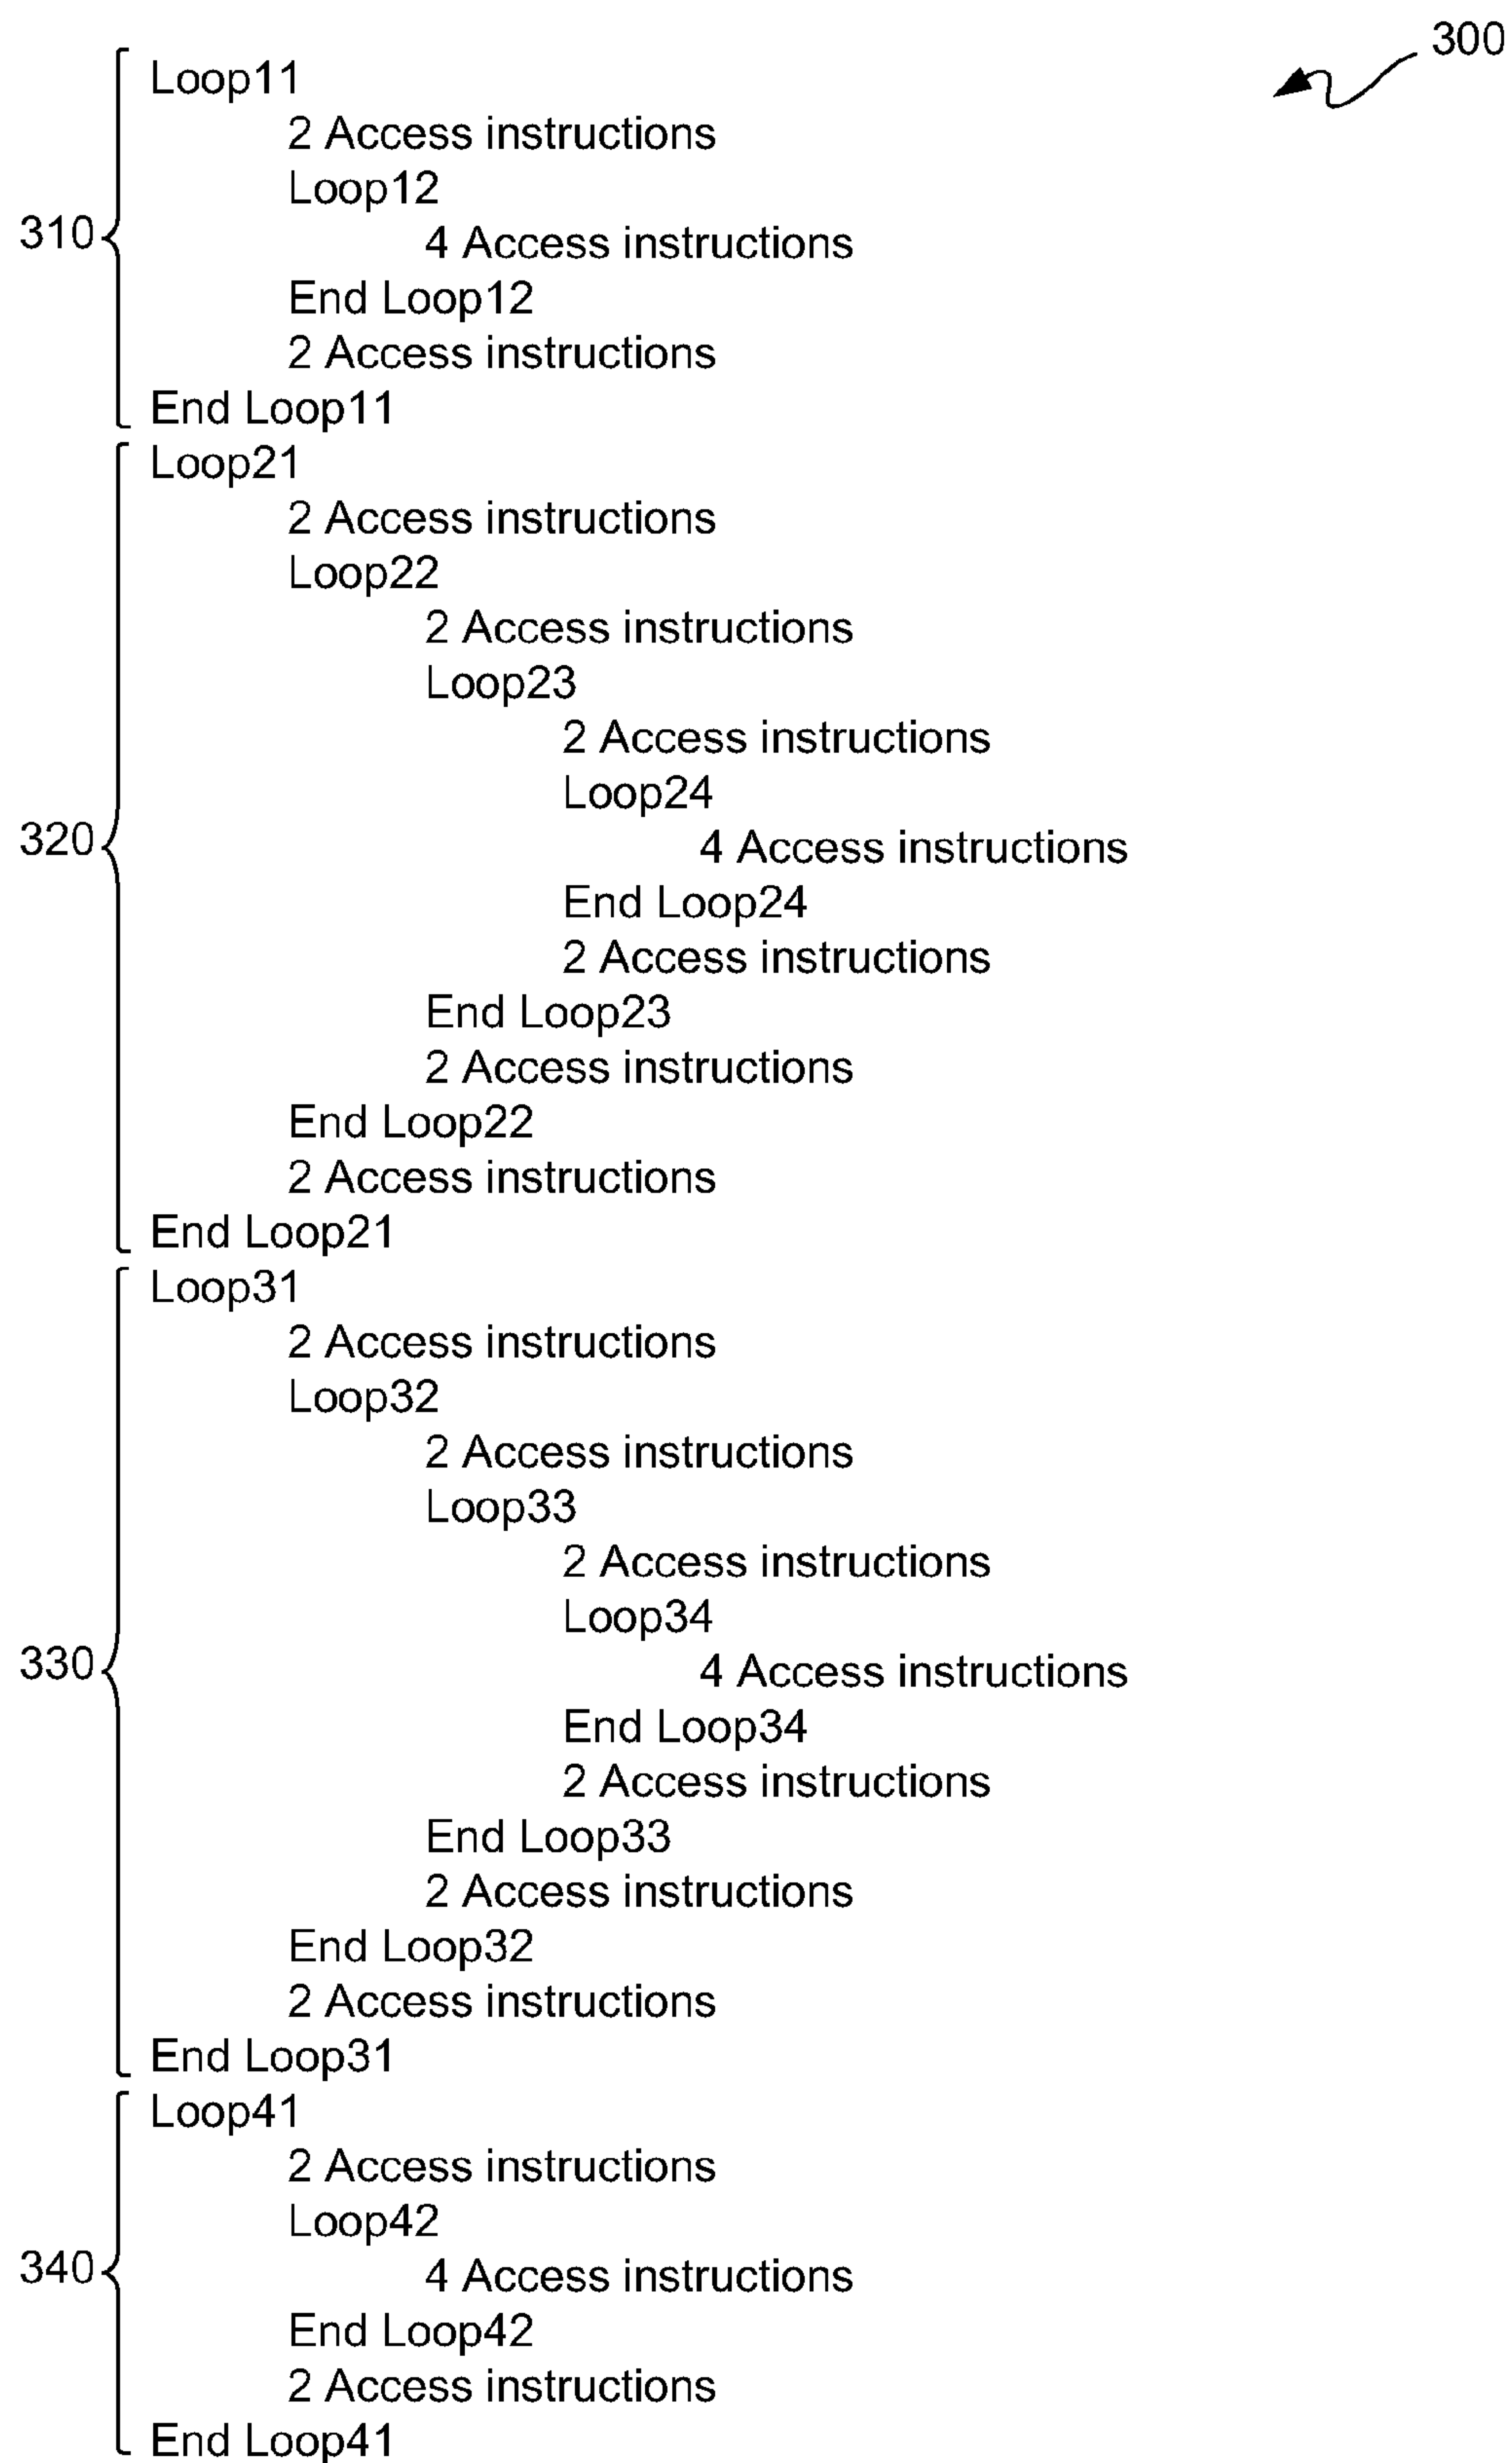 300
Loop11
2 Access instructions
Loop12
310
4 Access instructions
End Loop12
2 Access instructions
End Loop11
Loop21
2 Access instructions
Loop22
2 Access instructions
Loop23
2 Access instructions
Loop24
320
4 Access instructions
End Loop24
2 Access instructions
End Loop23
2 Access instructions
End Loop22
2 Access instructions
End Loop21
Loop31
2 Access instructions
Loop32
2 Access instructions
Loop33
2 Access instructions
Loop34
330
4 Access instructions
End Loop34
2 Access instructions
End Loop33
2 Access instructions
End Loop32
2 Access instructions
End Loop31
Loop41
2 Access instructions
Loop42
340
4 Access instructions
End Loop42
2 Access instructions
End Loop41